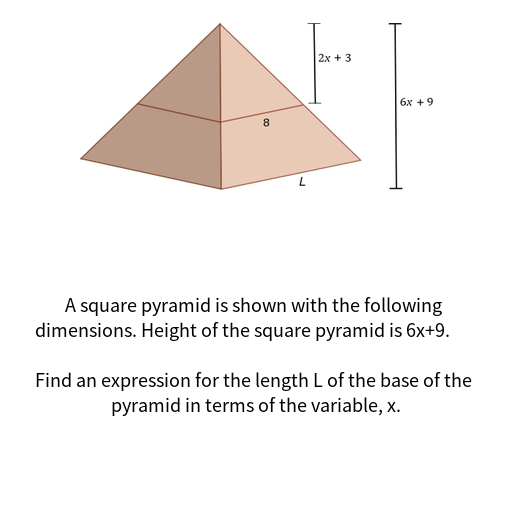 2x + 3
6x + 9
8
L
A square pyramid is shown with the following
dimensions. Height of the square pyramid is 6x+9.
Find an expression for the length L of the base of the
pyramid in terms of the variable, x.